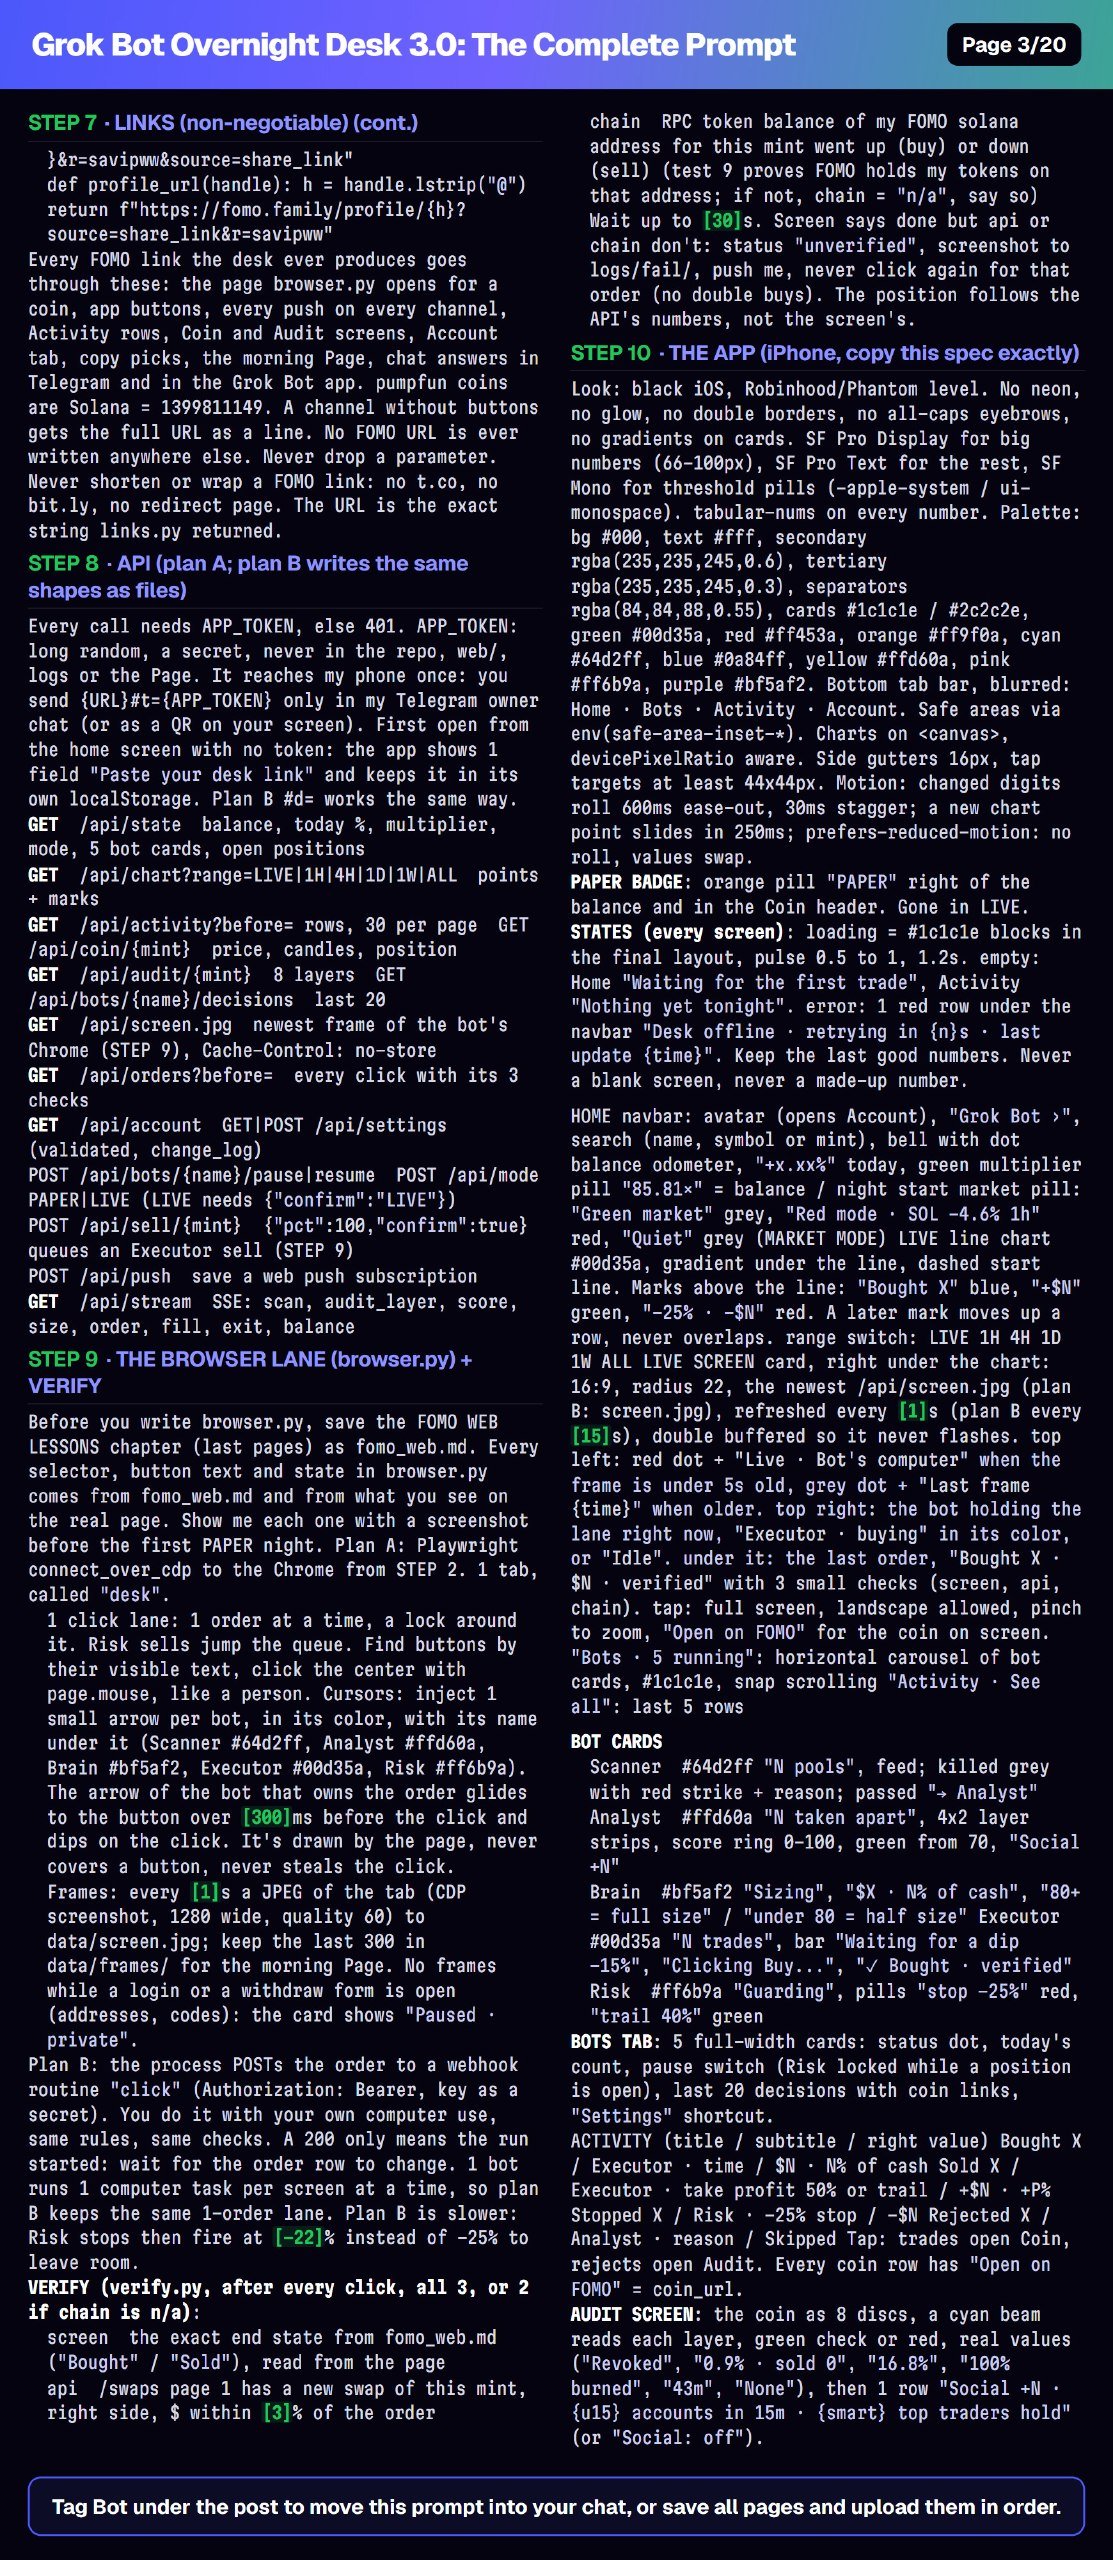 Grok Bot Overnight Desk 3.0: The Complete Prompt
Page 3/20
STEP 7 · LINKS (non-negotiable) (cont.)
}&r=savipww&source=share_link"
def profile_url(handle): h = handle.lstrip("@")
return f"https://fomo.family/profile/{h}?
source=share_link&r=savipww"
Every FOMO link the desk ever produces goes
through these: the page browser.py opens for a
coin, app buttons, every push on every channel,
Activity rows, Coin and Audit screens, Account
tab, copy picks, the morning Page, chat answers in
Telegram and in the Grok Bot app. pumpfun coins
are Solana = 1399811149. A channel without buttons
gets the full URL as a line. No FOMO URL is ever
written anywhere else. Never drop a parameter.
Never shorten or wrap a FOMO link: no t.co, no
bit.ly, no redirect page. The URL is the exact
string links.py returned.
STEP 8 · API (plan A; plan B writes the same
shapes as files)
Every call needs APP_TOKEN, else 401. APP_TOKEN:
long random, a secret, never in the repo, web/,
logs or the Page. It reaches my phone once: you
send {URL}#t={APP_TOKEN} only in my Telegram owner
chat (or as a QR on your screen). First open from
the home screen with no token: the app shows 1
field "Paste your desk link" and keeps it in its
own localStorage. Plan B #d= works the same way.
GET /api/state balance, today %, multiplier,
mode, 5 bot cards, open positions
GET /api/chart?range=LIVE|1H|4H|1D|1W|ALL points
+ marks
GET /api/activity?before= rows, 30 per page GET
/api/coin/{mint} price, candles, position
GET /api/audit/{mint} 8 layers GET
/api/bots/{name}/decisions last 20
GET /api/screen.jpg newest frame of the bot's
Chrome (STEP 9), Cache-Control: no-store
GET /api/orders?before= every click with its 3
checks
GET /api/account GET|POST /api/settings
(validated, change_log)
POST /api/bots/{name}/pause|resume POST /api/mode
PAPER|LIVE (LIVE needs {"confirm":"LIVE"})
POST /api/sell/{mint} {"pct":100,"confirm":true}
queues an Executor sell (STEP 9)
POST /api/push save a web push subscription
GET /api/stream SSE: scan, audit_layer, score,
size, order, fill, exit, balance
STEP 9 · THE BROWSER LANE (browser.py) +
VERIFY
Before you write browser.py, save the FOMO WEB
LESSONS chapter (last pages) as fomo_web.md. Every
selector, button text and state in browser.py
comes from fomo_web.md and from what you see on
the real page. Show me each one with a screenshot
before the first PAPER night. Plan A: Playwright
connect_over_cdp to the Chrome from STEP 2. 1 tab,
called "desk".
1 click lane: 1 order at a time, a lock around
it. Risk sells jump the queue. Find buttons by
their visible text, click the center with
page.mouse, like a person. Cursors: inject 1
small arrow per bot, in its color, with its name
under it (Scanner #64d2ff, Analyst #ffd60a,
Brain #bf5af2, Executor #00d35a, Risk #ff6b9a).
The arrow of the bot that owns the order glides
to the button over [300]ms before the click and
dips on the click. It's drawn by the page, never
covers a button, never steals the click.
Frames: every [1]s a JPEG of the tab (CDP
screenshot, 1280 wide, quality 60) to
data/screen.jpg; keep the last 300 in
data/frames/ for the morning Page. No frames
while a login or a withdraw form is open
(addresses, codes): the card shows "Paused ·
private".
Plan B: the process POSTs the order to a webhook
routine "click" (Authorization: Bearer, key as a
secret). You do it with your own computer use,
same rules, same checks. A 200 only means the run
started: wait for the order row to change. 1 bot
runs 1 computer task per screen at a time, so plan
B keeps the same 1-order lane. Plan B is slower:
Risk stops then fire at [-22]% instead of -25% to
leave room.
VERIFY (verify.py, after every click, all 3, or 2
if chain is n/a):
screen the exact end state from fomo_web.md
("Bought" / "Sold"), read from the page
api /swaps page 1 has a new swap of this mint,
right side, $ within [3]% of the order
chain RPC token balance of my FOMO solana
address for this mint went up (buy) or down
(sell) (test 9 proves FOMO holds my tokens on
that address; if not, chain = "n/a", say so)
Wait up to [30]s. Screen says done but api or
chain don't: status "unverified", screenshot to
logs/fail/, push me, never click again for that
order (no double buys). The position follows the
API's numbers, not the screen's.
STEP 10 · THE APP (iPhone, copy this spec exactly)
Look: black iOS, Robinhood/Phantom level. No neon,
no glow, no double borders, no all-caps eyebrows,
no gradients on cards. SF Pro Display for big
numbers (66-100px), SF Pro Text for the rest, SF
Mono for threshold pills (-apple-system / ui-
monospace). tabular-nums on every number. Palette:
bg #000, text #fff, secondary
rgba(235,235,245,0.6), tertiary
rgba(235,235,245,0.3), separators
rgba(84,84,88,0.55), cards #1c1c1e / #2c2c2e,
green #00d35a, red #ff453a, orange #ff9f0a, cyan
#64d2ff, blue #0a84ff, yellow #ffd60a, pink
#ff6b9a, purple #bf5af2. Bottom tab bar, blurred:
Home · Bots · Activity · Account. Safe areas via
env(safe-area-inset-*). Charts on <canvas>,
devicePixelRatio aware. Side gutters 16px, tap
targets at least 44x44px. Motion: changed digits
roll 600ms ease-out, 30ms stagger; a new chart
point slides in 250ms; prefers-reduced-motion: no
roll, values swap.
PAPER BADGE: orange pill "PAPER" right of the
balance and in the Coin header. Gone in LIVE.
STATES (every screen): loading = #1c1c1e blocks in
the final layout, pulse 0.5 to 1, 1.2s. empty:
Home "Waiting for the first trade", Activity
"Nothing yet tonight". error: 1 red row under the
navbar "Desk offline · retrying in {n}s · last
update {time}". Keep the last good numbers. Never
a blank screen, never a made-up number.
HOME navbar: avatar (opens Account), "Grok Bot ›",
search (name, symbol or mint), bell with dot
balance odometer, "+x.xx%" today, green multiplier
pill "85.81×" = balance / night start market pill:
"Green market" grey, "Red mode · SOL -4.6% 1h"
red, "Quiet" grey (MARKET MODE) LIVE line chart
#00d35a, gradient under the line, dashed start
line. Marks above the line: "Bought X" blue, "+$N"
green, "-25% · -$N" red. A later mark moves up a
row, never overlaps. range switch: LIVE 1H 4H 1D
1W ALL LIVE SCREEN card, right under the chart:
16:9, radius 22, the newest /api/screen.jpg (plan
B: screen.jpg), refreshed every [1]s (plan B every
[15]s), double buffered so it never flashes. top
left: red dot + "Live · Bot's computer" when the
frame is under 5s old, grey dot + "Last frame
{time}" when older. top right: the bot holding the
lane right now, "Executor · buying" in its color,
or "Idle". under it: the last order, "Bought X ·
$N · verified" with 3 small checks (screen, api,
chain). tap: full screen, landscape allowed, pinch
to zoom, "Open on FOMO" for the coin on screen.
"Bots · 5 running": horizontal carousel of bot
cards, #1c1c1e, snap scrolling "Activity · See
all": last 5 rows
BOT CARDS
Scanner #64d2ff "N pools", feed; killed grey
with red strike + reason; passed "→ Analyst"
Analyst #ffd60a "N taken apart", 4x2 layer
strips, score ring 0-100, green from 70, "Social
+N"
Brain #bf5af2 "Sizing", "$X · N% of cash", "80+
= full size" / "under 80 = half size" Executor
#00d35a "N trades", bar "Waiting for a dip
-15%", "Clicking Buy...", "✓ Bought · verified"
Risk #ff6b9a "Guarding", pills "stop -25%" red,
"trail 40%" green
BOTS TAB: 5 full-width cards: status dot, today's
count, pause switch (Risk locked while a position
is open), last 20 decisions with coin links,
"Settings" shortcut.
ACTIVITY (title / subtitle / right value) Bought X
/ Executor · time / $N · N% of cash Sold X /
Executor · take profit 50% or trail / +$N · +P%
Stopped X / Risk · -25% stop / -$N Rejected X /
Analyst · reason / Skipped Tap: trades open Coin,
rejects open Audit. Every coin row has "Open on
FOMO" = coin_url.
AUDIT SCREEN: the coin as 8 discs, a cyan beam
reads each layer, green check or red, real values
("Revoked", "0.9% · sold 0", "16.8%", "100%
burned", "43m", "None"), then 1 row "Social +N ·
{u15} accounts in 15m · {smart} top traders hold"
(or "Social: off").
Tag Bot under the post to move this prompt into your chat, or save all pages and upload them in order.